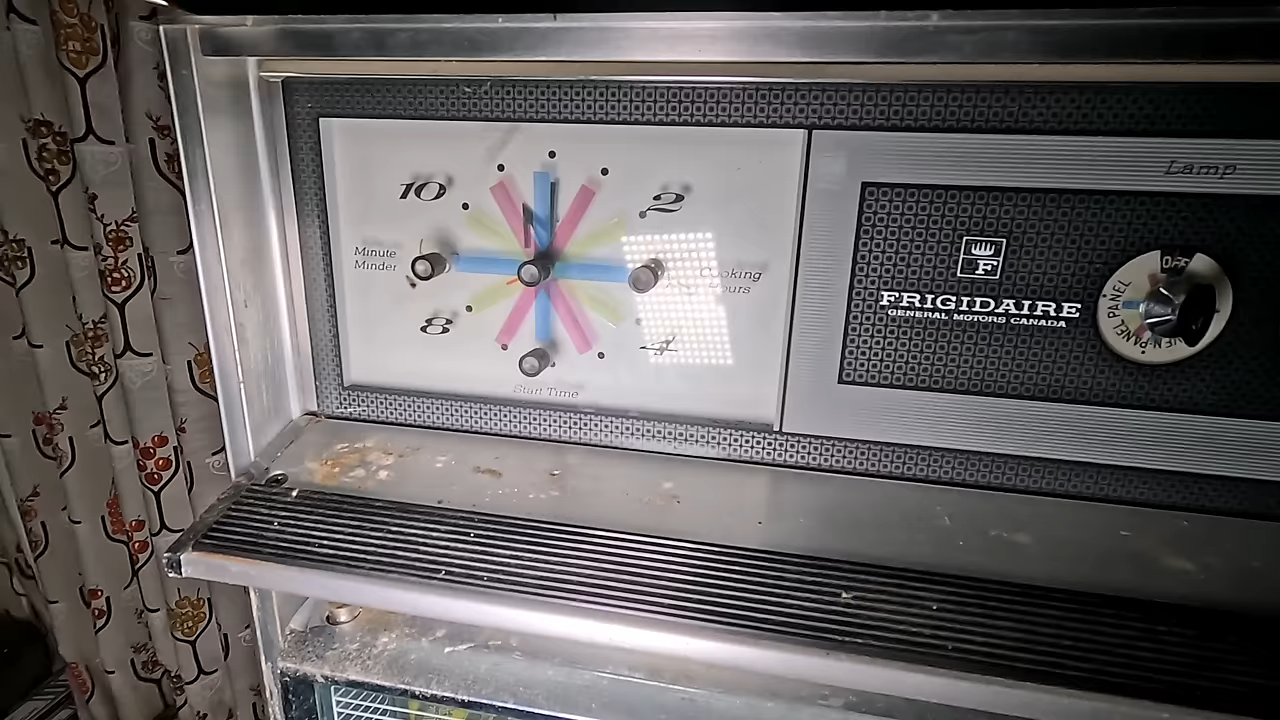 Lamp
10
2
Minute
Minder
Cooking
Hours
8
4
Start Time
F
FRIGIDAIRE
GENERAL MOTORS CANADA
OFF
PANEL